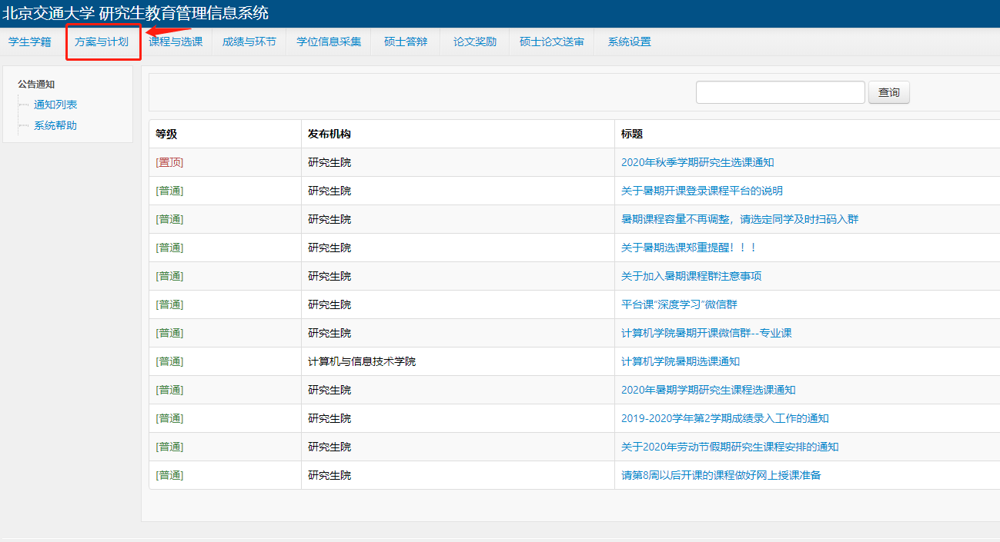 北京交通大学 研究生教育管理信息系统
学生学籍 方案与计划 课程与选课 成绩与环节 学位信息采集 硕士答辩 论文奖励 硕士论文送审 系统设置
公告通知
通知列表
系统帮助
查询
等级 发布机构 标题
[置顶] 研究生院 2020年秋季学期研究生选课通知
[普通] 研究生院 关于暑期开课登录课程平台的说明
[普通] 研究生院 暑期课程容量不再调整，请选定同学及时扫码入群
[普通] 研究生院 关于暑期选课郑重提醒！！！
[普通] 研究生院 关于加入暑期课程群注意事项
[普通] 研究生院 平台课“深度学习”微信群
[普通] 研究生院 计算机学院暑期开课微信群--专业课
[普通] 计算机与信息技术学院 计算机学院暑期选课通知
[普通] 研究生院 2020年暑期学期研究生课程选课通知
[普通] 研究生院 2019-2020学年第2学期成绩录入工作的通知
[普通] 研究生院 关于2020年劳动节假期研究生课程安排的通知
[普通] 研究生院 请第8周以后开课的课程做好网上授课准备